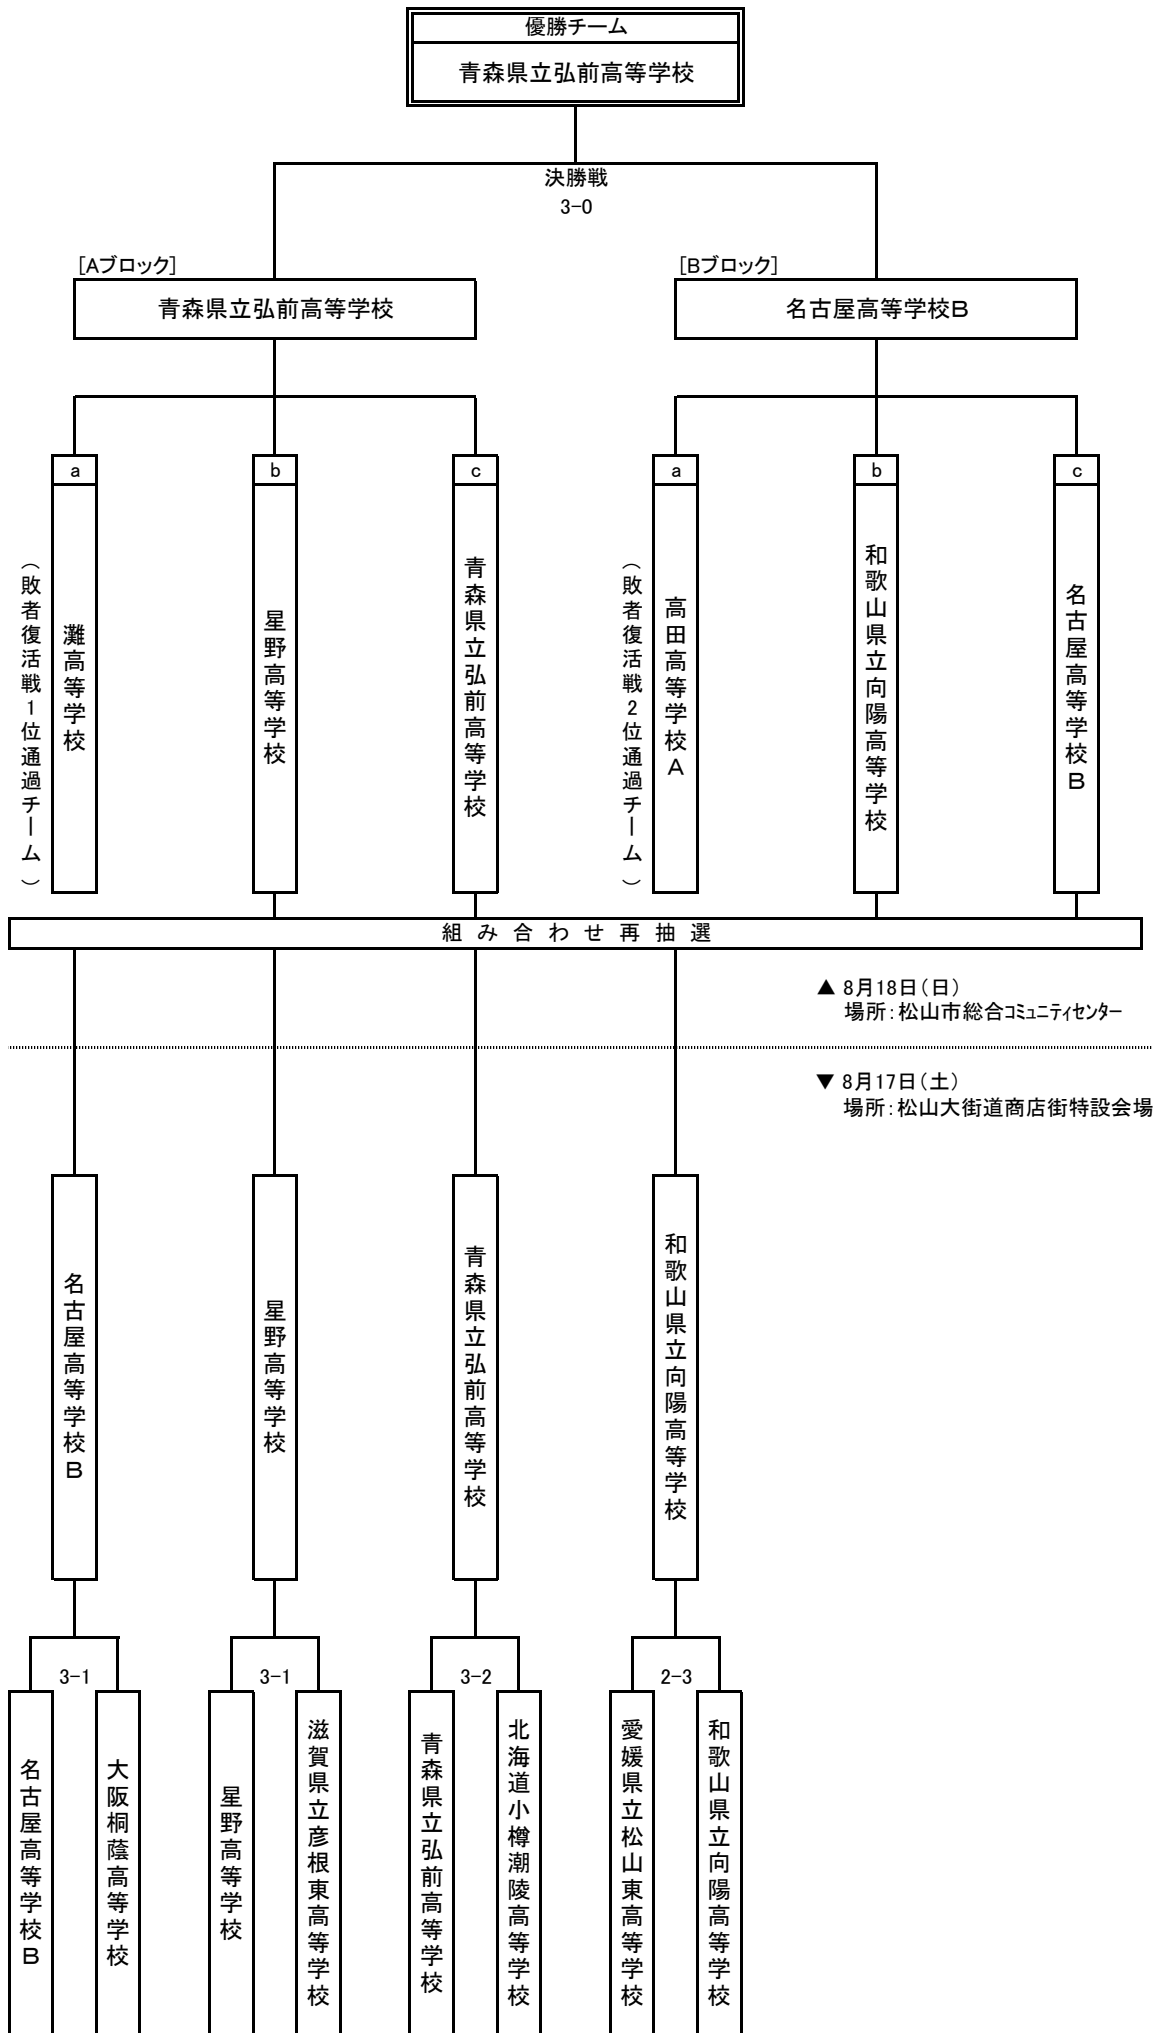 優勝チーム
青森県立弘前高等学校
決勝戦
3-0
[Aブロック]
[Bブロック]
青森県立弘前高等学校
名古屋高等学校B
a
b
c
a
b
c
（敗者復活戦1位通過チーム）
灘高等学校
星野高等学校
青森県立弘前高等学校
（敗者復活戦2位通過チーム）
高田高等学校A
和歌山県立向陽高等学校
名古屋高等学校B
組み合わせ再抽選
▲ 8月18日（日）
場所：松山市総合ｺﾐｭﾆﾃｨｾﾝﾀｰ
▼ 8月17日（土）
場所：松山大街道商店街特設会場
名古屋高等学校B
星野高等学校
青森県立弘前高等学校
和歌山県立向陽高等学校
3-1
3-1
3-2
2-3
名古屋高等学校B
大阪桐蔭高等学校
星野高等学校
滋賀県立彦根東高等学校
青森県立弘前高等学校
北海道小樽潮陵高等学校
愛媛県立松山東高等学校
和歌山県立向陽高等学校